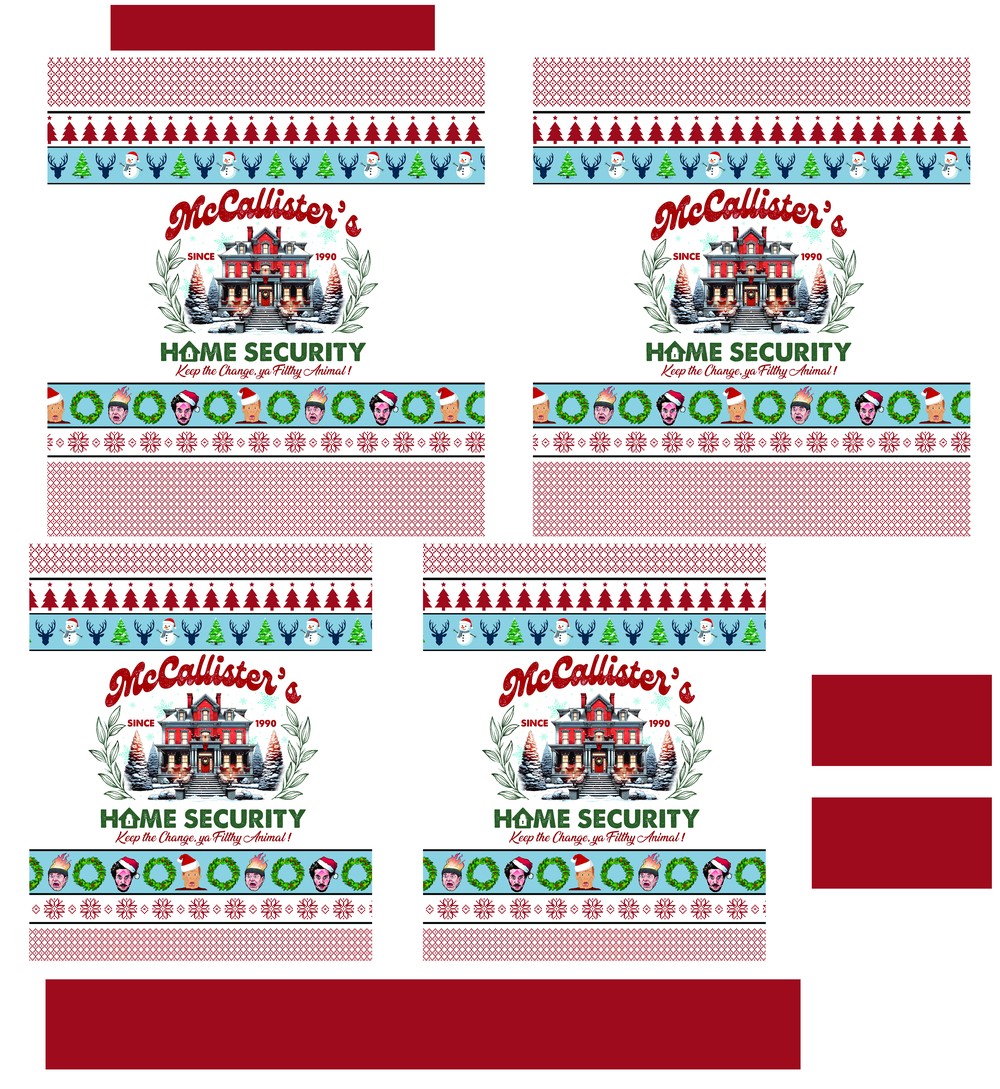 McCallister's
SINCE 1990
HOME SECURITY
Keep the Change, ya Filthy Animal !
McCallister's
SINCE 1990
HOME SECURITY
Keep the Change, ya Filthy Animal !
McCallister's
SINCE 1990
HOME SECURITY
Keep the Change, ya Filthy Animal !
McCallister's
SINCE 1990
HOME SECURITY
Keep the Change, ya Filthy Animal !